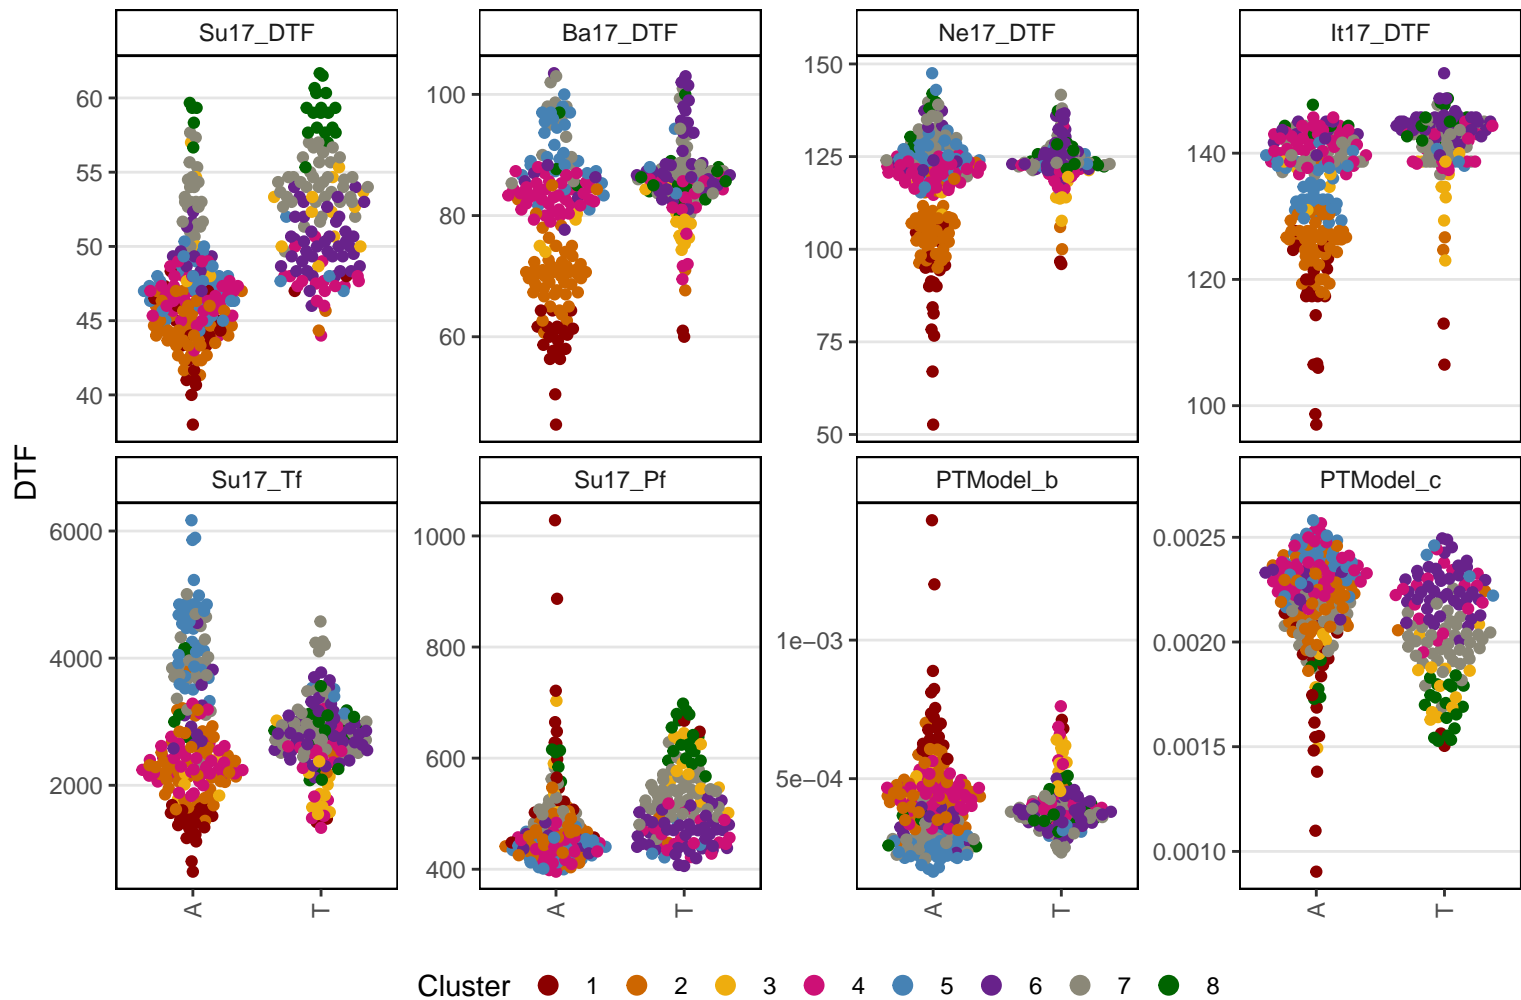 Su17_DTF
Ba17_DTF
Ne17_DTF
It17_DTF
60
55
50
45
40
100
80
60
150
125
100
75
50
140
120
100
DTF
Su17_Tf
Su17_Pf
PTModel_b
PTModel_c
6000
4000
2000
1000
800
600
400
1e−03
5e−04
0.0025
0.0020
0.0015
0.0010
A T
A T
A T
A T
Cluster 1 2 3 4 5 6 7 8